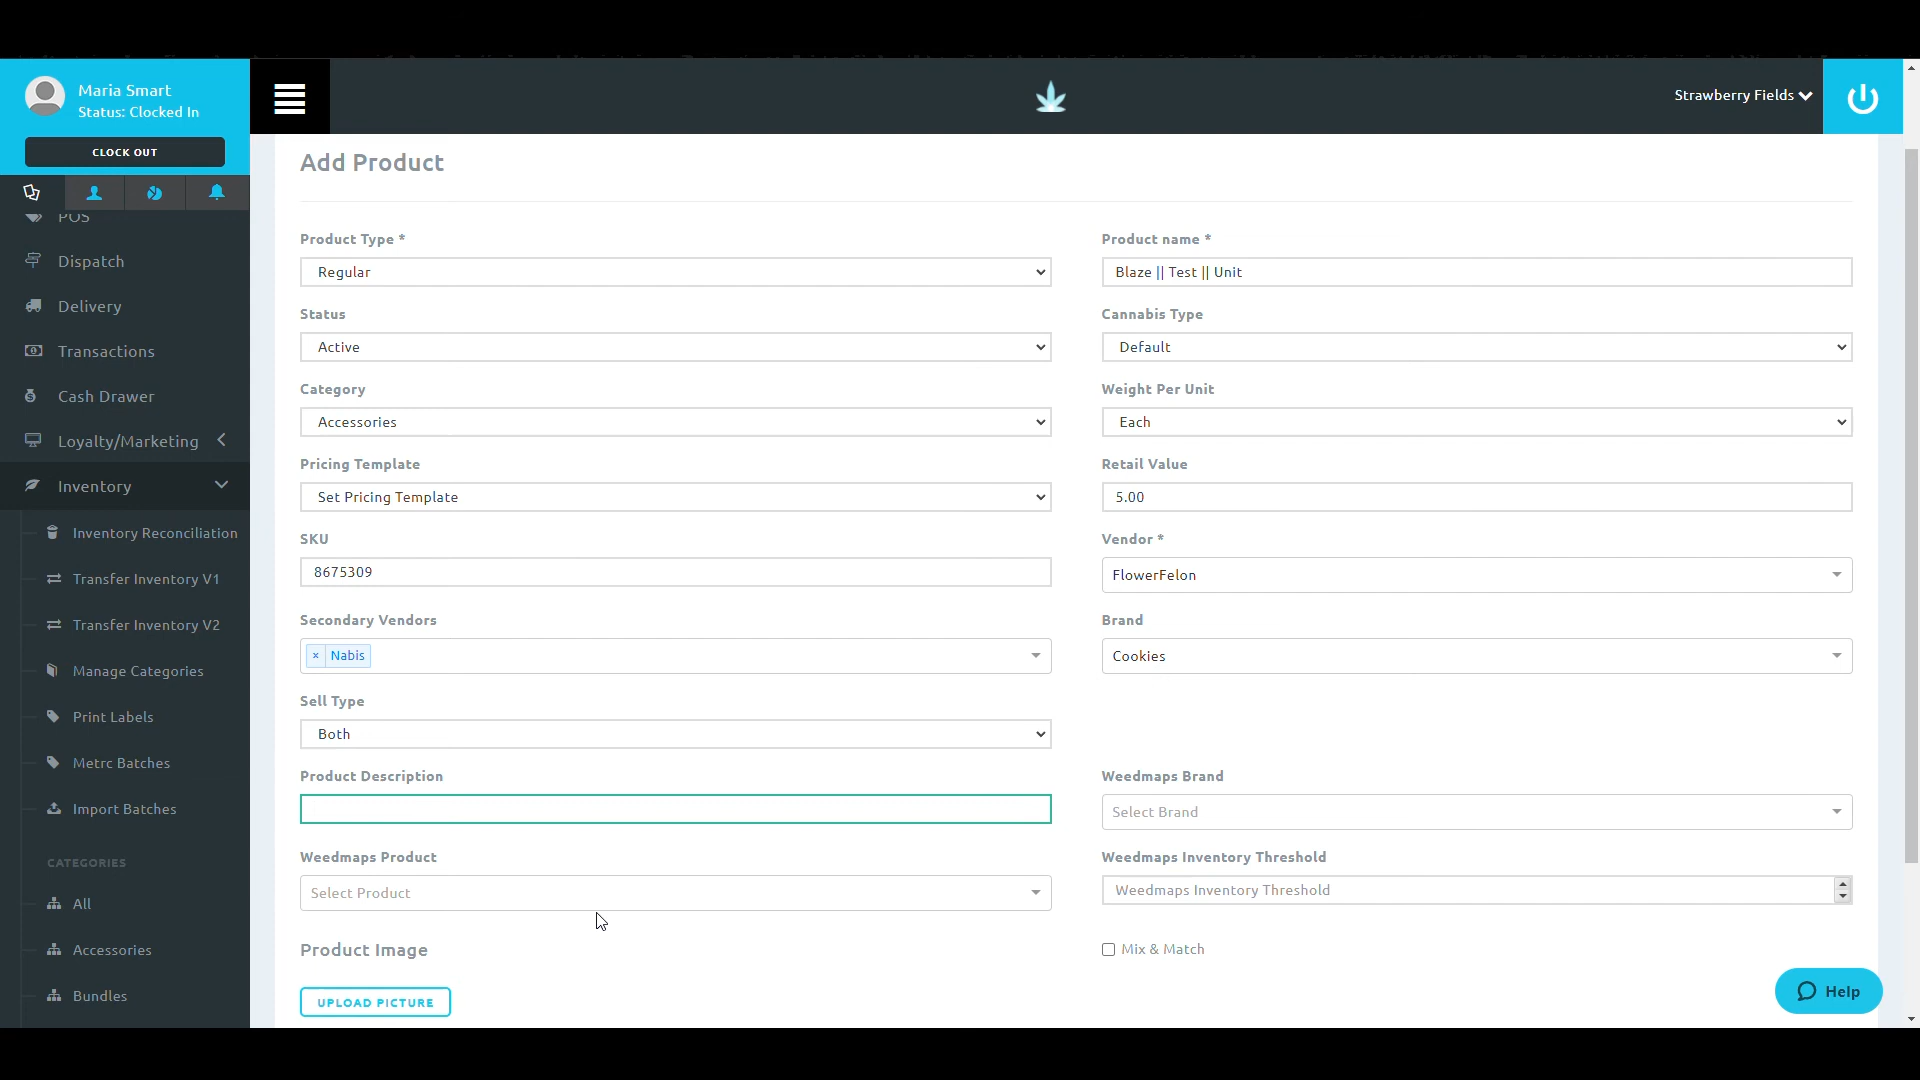 Maria Smart
Status: Clocked In
CLOCK OUT
Strawberry Fields
POS
Dispatch
Delivery
Transactions
Cash Drawer
Loyalty/Marketing
Inventory
Inventory Reconciliation
Transfer Inventory V1
Transfer Inventory V2
Manage Categories
Print Labels
Metrc Batches
Import Batches
CATEGORIES
All
Accessories
Bundles
Add Product
Product Type *
Regular
Product name *
Blaze || Test || Unit
Status
Active
Cannabis Type
Default
Category
Accessories
Weight Per Unit
Each
Pricing Template
Set Pricing Template
Retail Value
5.00
SKU
8675309
Vendor *
FlowerFelon
Secondary Vendors
× Nabis
Brand
Cookies
Sell Type
Both
Product Description
Weedmaps Brand
Select Brand
Weedmaps Product
Select Product
Weedmaps Inventory Threshold
Weedmaps Inventory Threshold
Product Image
Mix & Match
UPLOAD PICTURE
Help